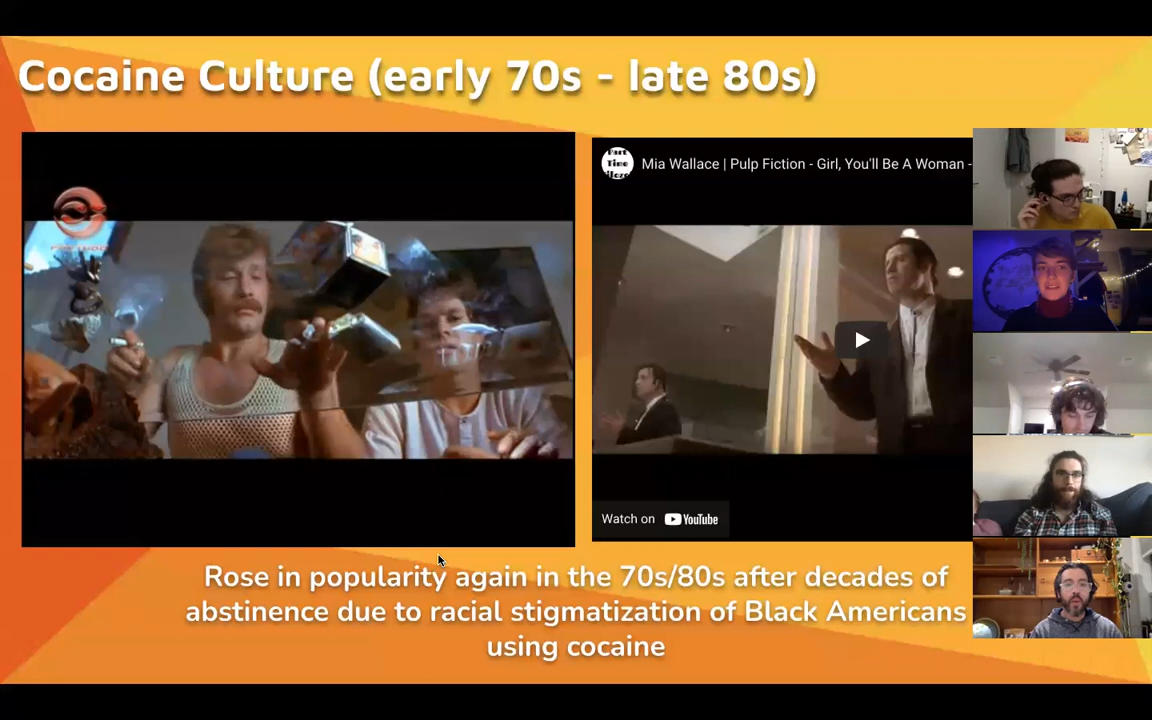 Cocaine Culture (early 70s - late 80s)
Part
Time
Mia Wallace | Pulp Fiction - Girl, You'll Be A Woman -
Watch on YouTube
Rose in popularity again in the 70s/80s after decades of
abstinence due to racial stigmatization of Black Americans
using cocaine